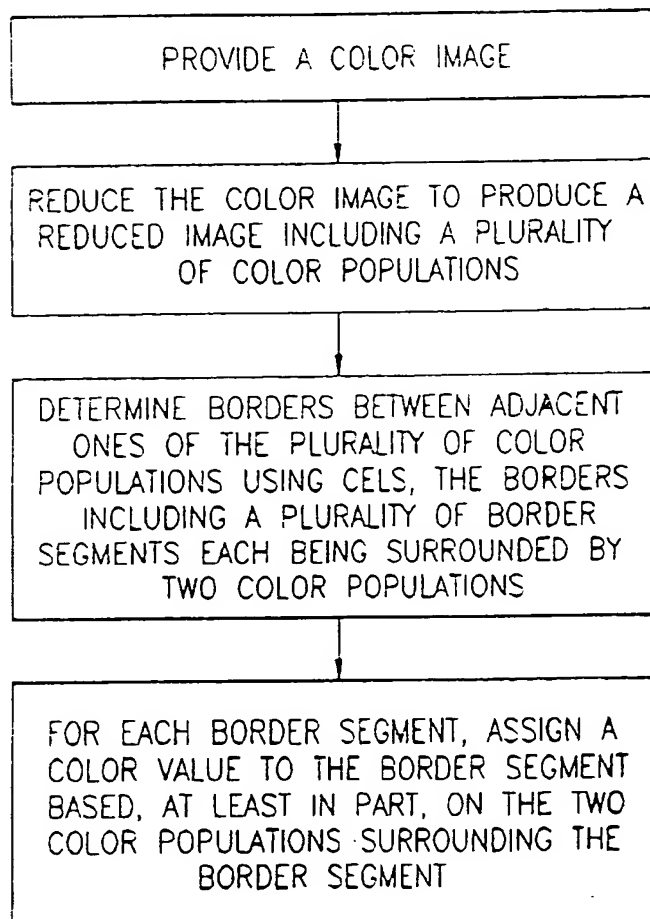 PROVIDE A COLOR IMAGE
REDUCE THE COLOR IMAGE TO PRODUCE A
REDUCED IMAGE INCLUDING A PLURALITY
OF COLOR POPULATIONS
DETERMINE BORDERS BETWEEN ADJACENT
ONES OF THE PLURALITY OF COLOR
POPULATIONS USING CELS, THE BORDERS
INCLUDING A PLURALITY OF BORDER
SEGMENTS EACH BEING SURROUNDED BY
TWO COLOR POPULATIONS
FOR EACH BORDER SEGMENT, ASSIGN A
COLOR VALUE TO THE BORDER SEGMENT
BASED, AT LEAST IN PART, ON THE TWO
COLOR POPULATIONS SURROUNDING THE
BORDER SEGMENT